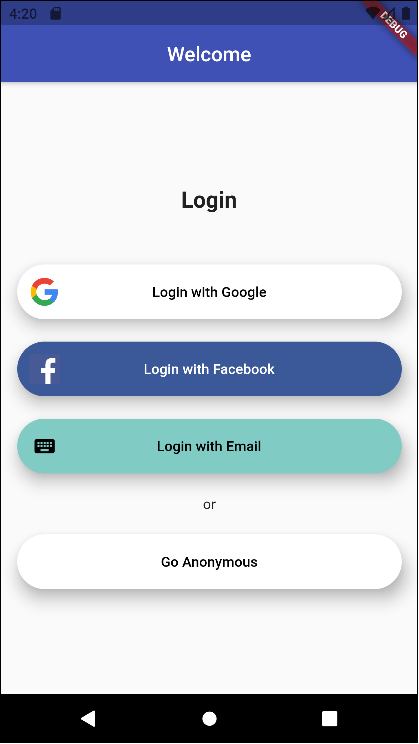 4:20
DEBUG
Welcome
Login
Login with Google
Login with Facebook
Login with Email
or
Go Anonymous